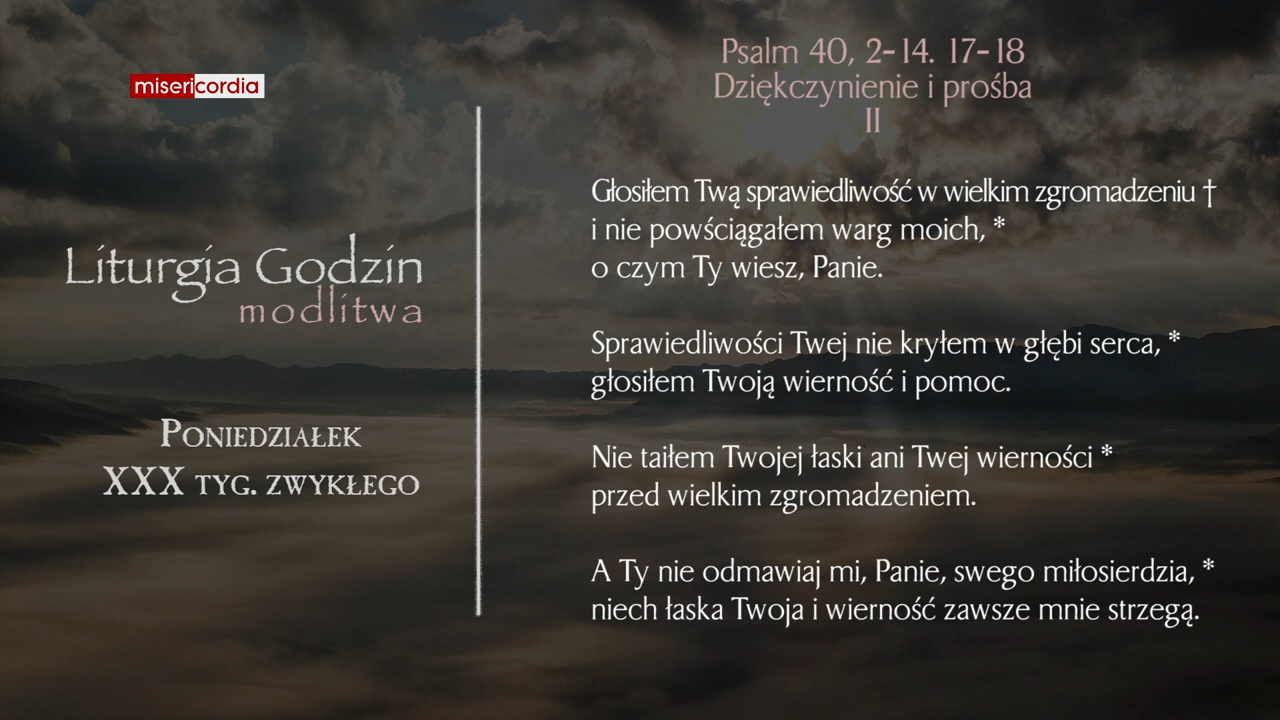 misericordia
Liturgia Godzin
modlitwa
Poniedziałek
XXX tyg. zwykłego
Psalm 40, 2-14. 17-18
Dziękczynienie i prośba
II
Głosiłem Twą sprawiedliwość w wielkim zgromadzeniu †
i nie powściągałem warg moich, *
o czym Ty wiesz, Panie.
Sprawiedliwości Twej nie kryłem w głębi serca, *
głosiłem Twoją wierność i pomoc.
Nie taiłem Twojej łaski ani Twej wierności *
przed wielkim zgromadzeniem.
A Ty nie odmawiaj mi, Panie, swego miłosierdzia, *
niech łaska Twoja i wierność zawsze mnie strzegą.